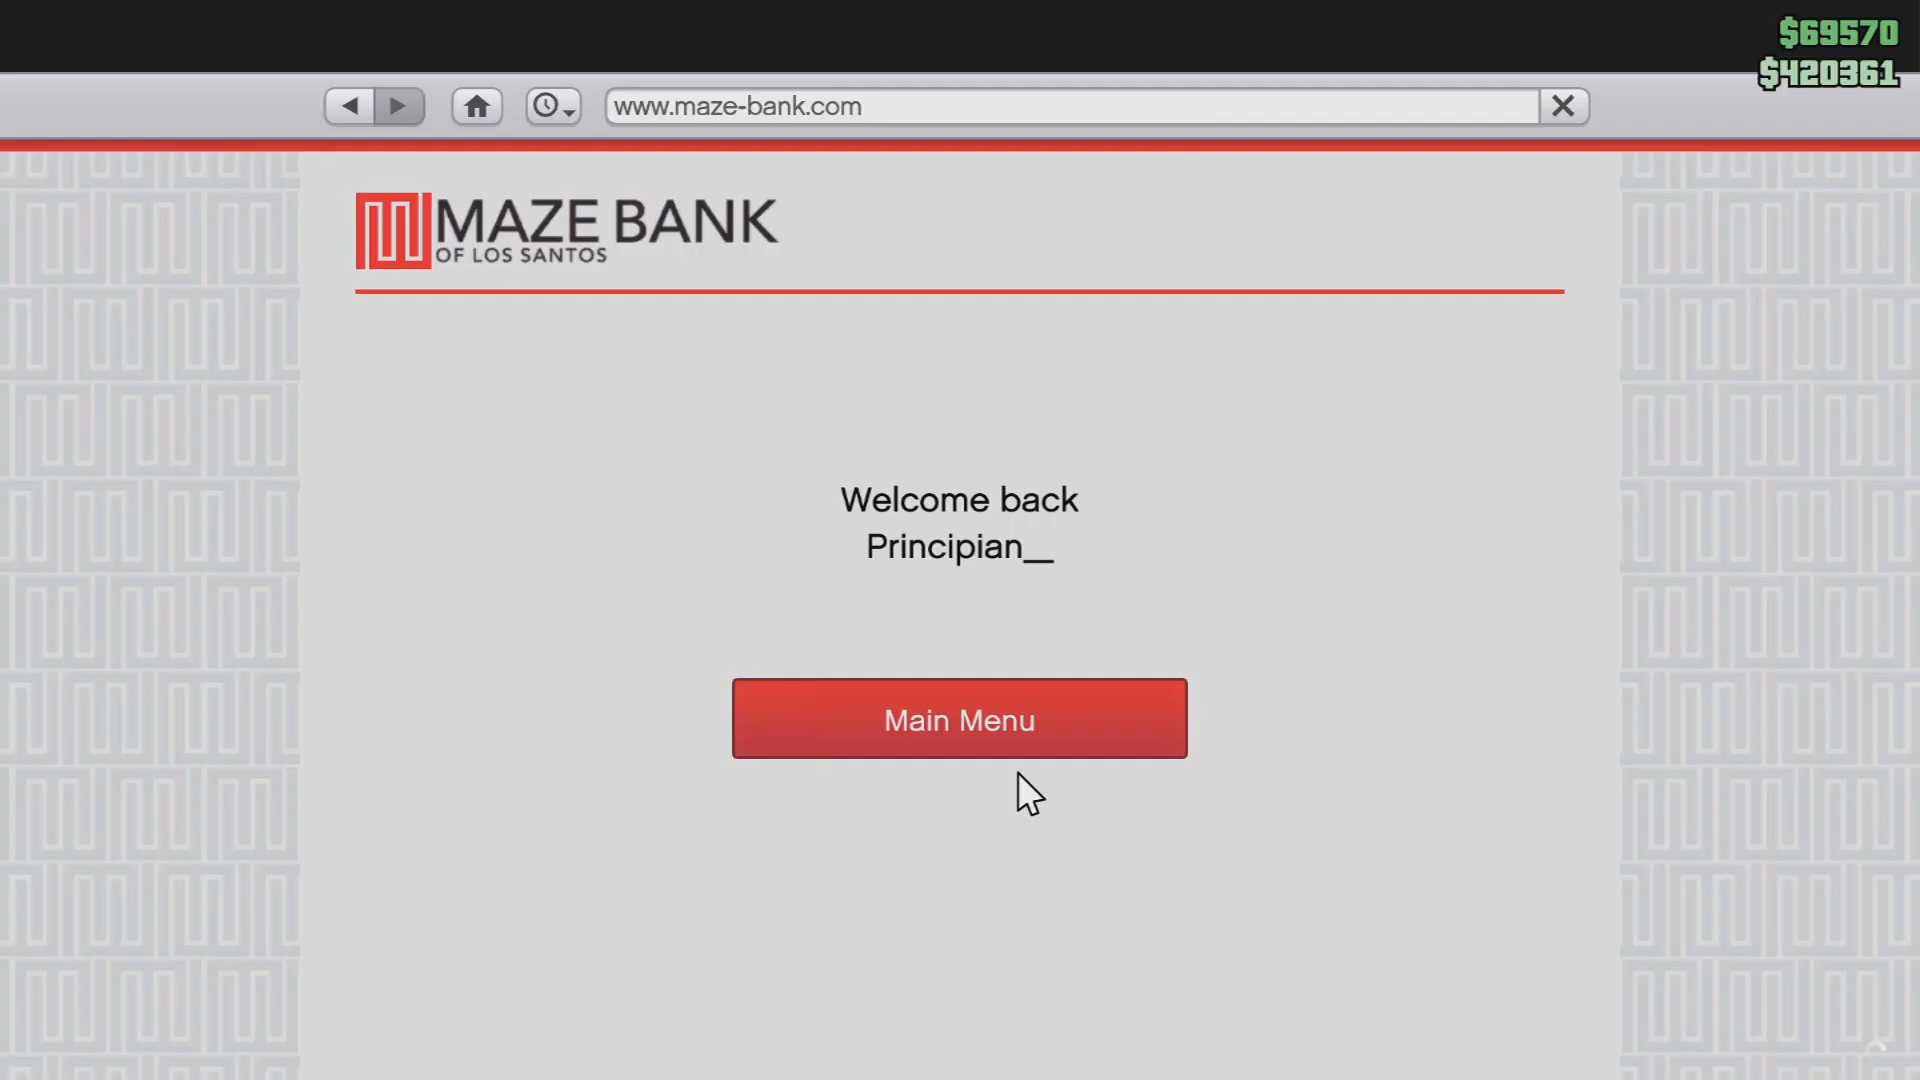 $69570
$420361
www.maze-bank.com
MAZE BANK
OF LOS SANTOS
Welcome back
Principian__
Main Menu